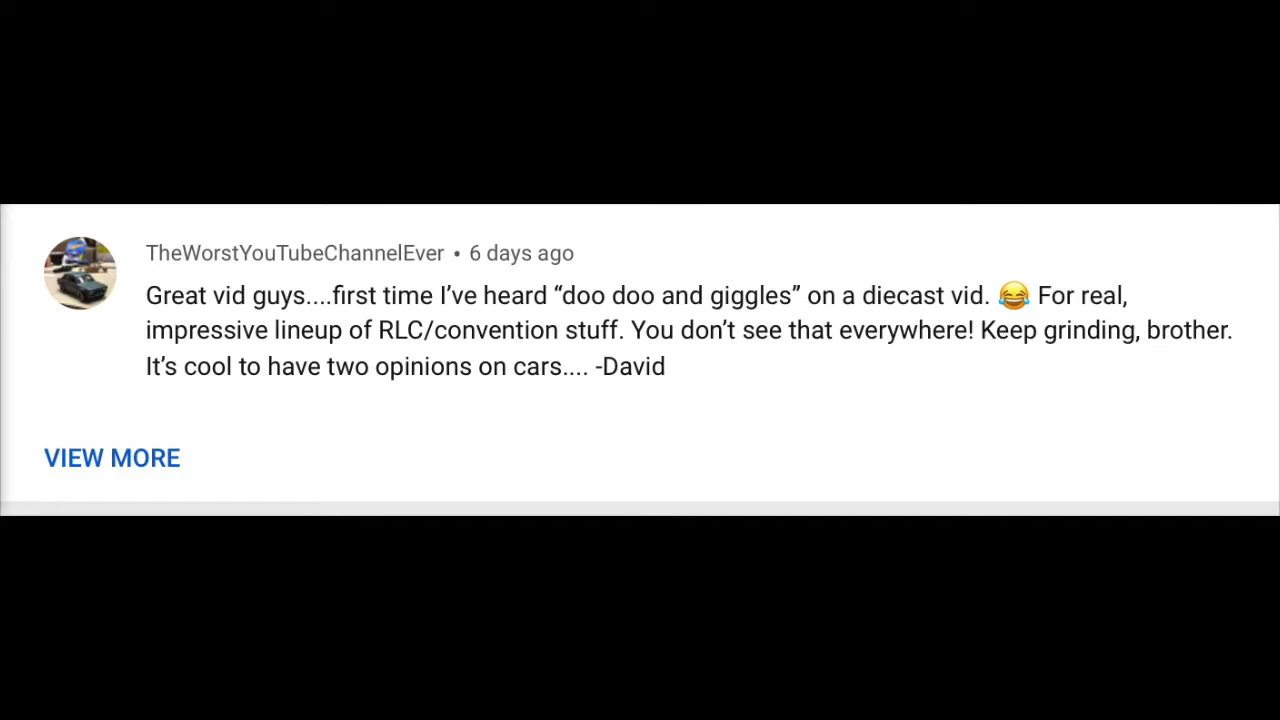 TheWorstYouTubeChannelEver • 6 days ago
Great vid guys....first time I’ve heard “doo doo and giggles” on a diecast vid. 😂 For real,
impressive lineup of RLC/convention stuff. You don’t see that everywhere! Keep grinding, brother.
It’s cool to have two opinions on cars.... -David
VIEW MORE